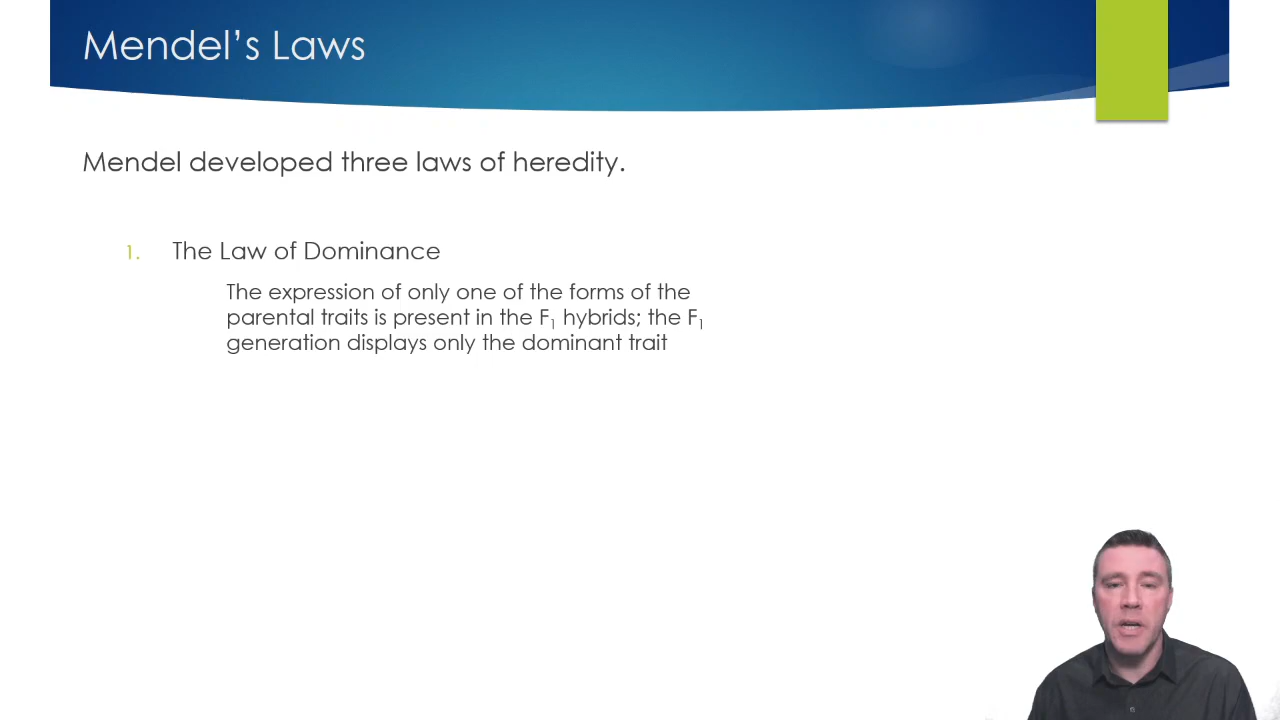 Mendel’s Laws
Mendel developed three laws of heredity.
1. The Law of Dominance
The expression of only one of the forms of the
parental traits is present in the F₁ hybrids; the F₁
generation displays only the dominant trait